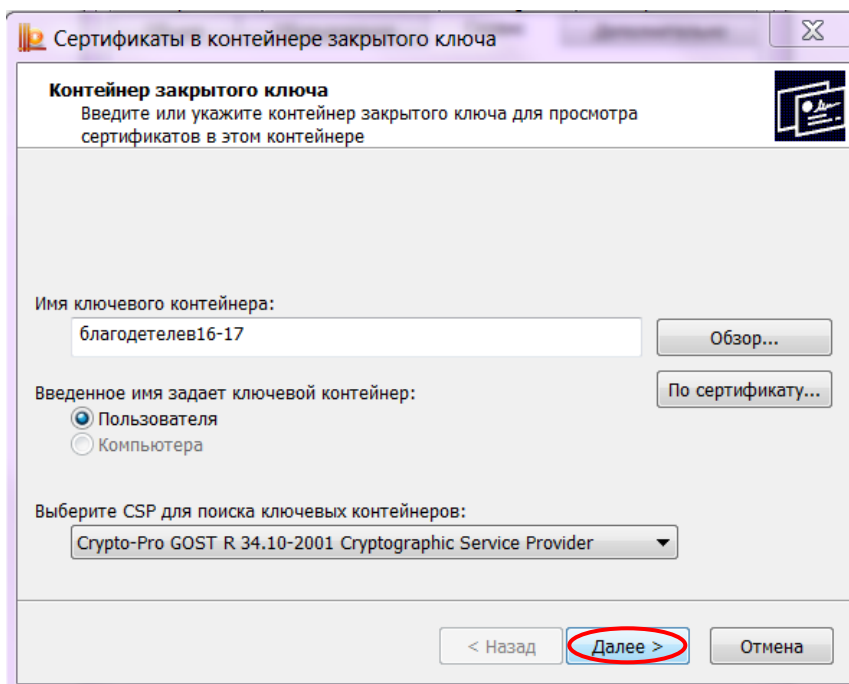 Сертификаты в контейнере закрытого ключа
Контейнер закрытого ключа
Введите или укажите контейнер закрытого ключа для просмотра
сертификатов в этом контейнере
Имя ключевого контейнера:
благодетелев16-17
Обзор...
По сертификату...
Введенное имя задает ключевой контейнер:
Пользователя
Компьютера
Выберите CSP для поиска ключевых контейнеров:
Crypto-Pro GOST R 34.10-2001 Cryptographic Service Provider
< Назад
Далее >
Отмена